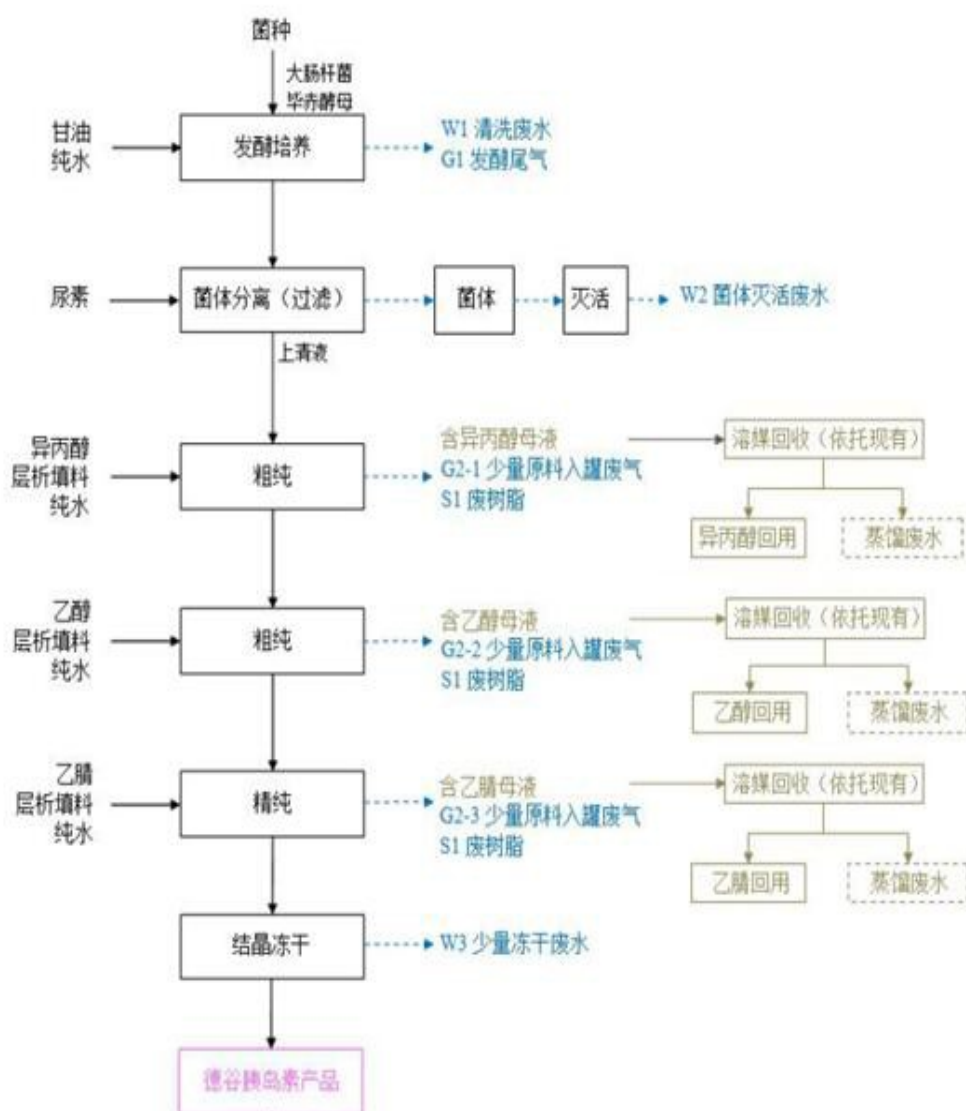 菌种
大肠杆菌
毕赤酵母
甘油
纯水
发酵培养
W1 清洗废水
G1 发酵尾气
尿素
菌体分离（过滤）
菌体
灭活
W2 菌体灭活废水
上清液
异丙醇
层析填料
纯水
粗纯
含异丙醇母液
G2-1 少量原料入罐废气
S1 废树脂
溶媒回收（依托现有）
异丙醇回用
蒸馏废水
乙醇
层析填料
纯水
粗纯
含乙醇母液
G2-2 少量原料入罐废气
S1 废树脂
溶媒回收（依托现有）
乙醇回用
蒸馏废水
乙腈
层析填料
纯水
精纯
含乙腈母液
G2-3 少量原料入罐废气
S1 废树脂
溶媒回收（依托现有）
乙腈回用
蒸馏废水
结晶冻干
W3 少量冻干废水
德谷胰岛素产品